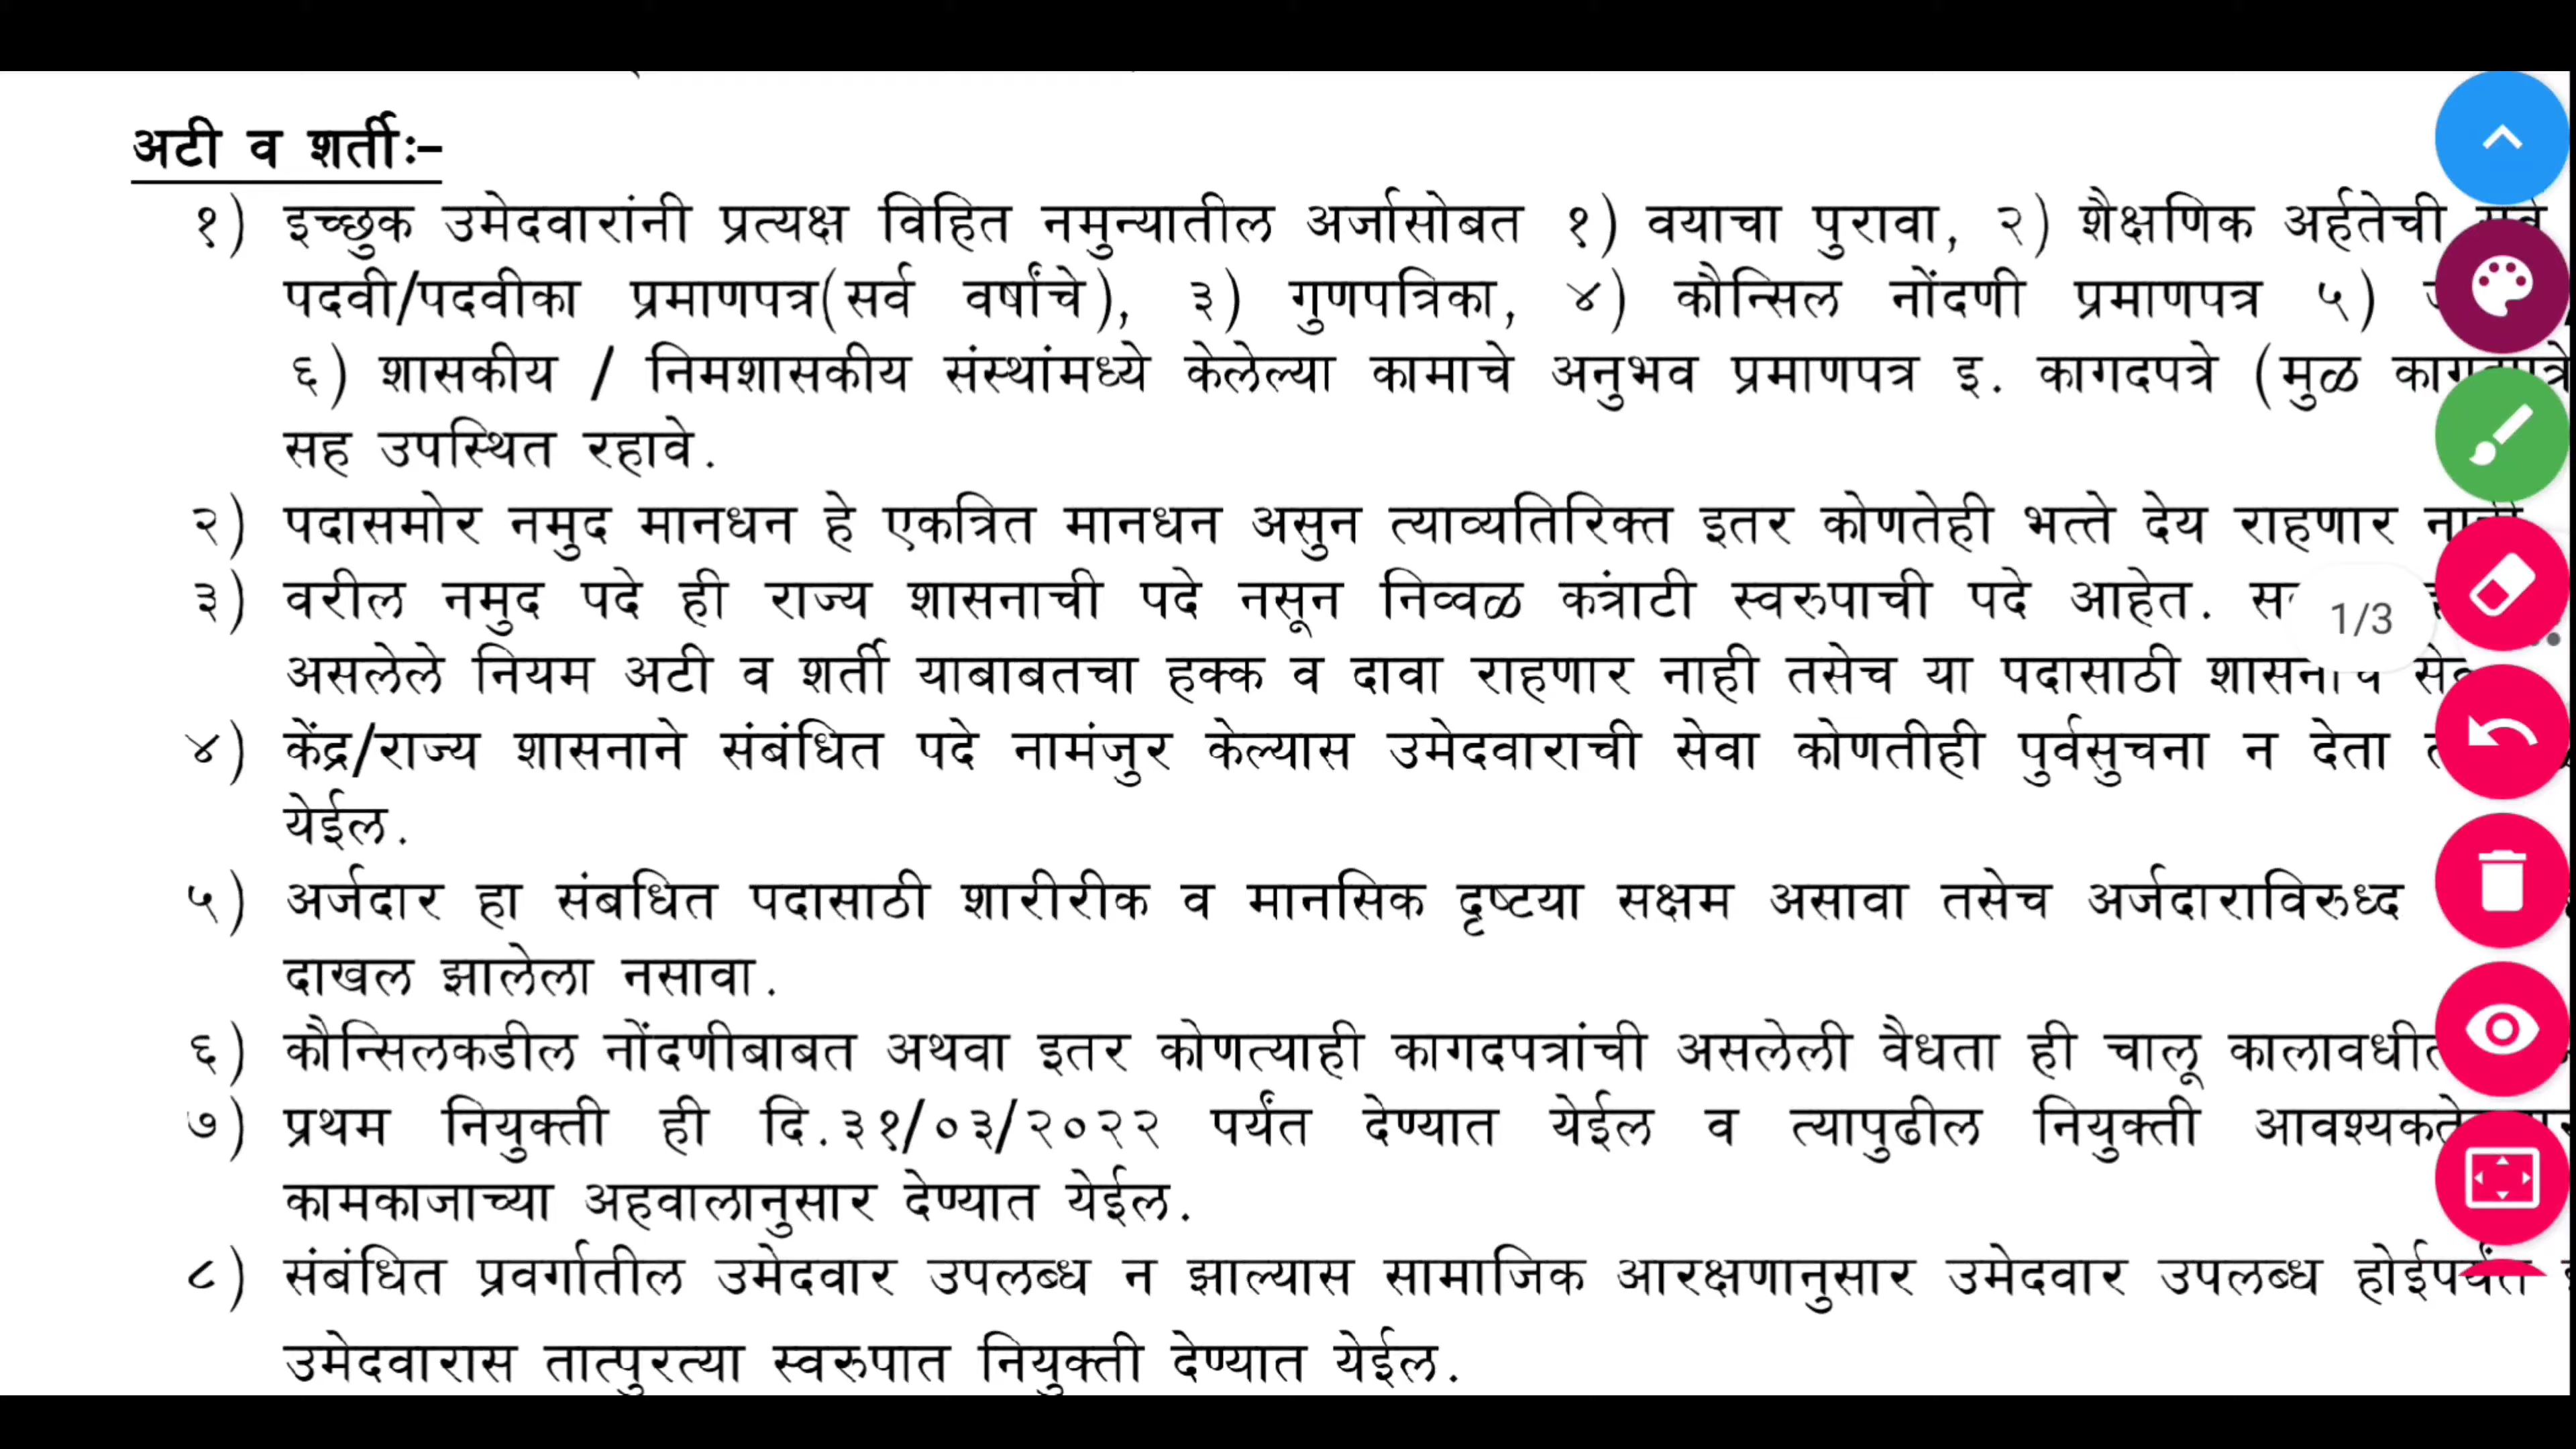 अटी व शर्ती:-
१) इच्छुक उमेदवारांनी प्रत्यक्ष विहित नमुन्यातील अर्जासोबत १) वयाचा पुरावा, २) शैक्षणिक अर्हतेची
पदवी/पदवीका प्रमाणपत्र(सर्व वर्षांचे), ३) गुणपत्रिका, ४) कौन्सिल नोंदणी प्रमाणपत्र ५)
६) शासकीय / निमशासकीय संस्थांमध्ये केलेल्या कामाचे अनुभव प्रमाणपत्र इ. कागदपत्रे (मुळ
सह उपस्थित रहावे.
२) पदासमोर नमुद मानधन हे एकत्रित मानधन असुन त्याव्यतिरिक्त इतर कोणतेही भत्ते देय राहणार
३) वरील नमुद पदे ही राज्य शासनाची पदे नसून निव्वळ कंत्राटी स्वरुपाची पदे आहेत.
1/3
असलेले नियम अटी व शर्ती याबाबतचा हक्क व दावा राहणार नाही तसेच या पदासाठी
४) केंद्र/राज्य शासनाने संबंधित पदे नामंजुर केल्यास उमेदवाराची सेवा कोणतीही पुर्वसुचना न देता
येईल.
५) अर्जदार हा संबधित पदासाठी शारीरीक व मानसिक दृष्टया सक्षम असावा तसेच अर्जदाराविरुध्द
दाखल झालेला नसावा.
६) कौन्सिलकडील नोंदणीबाबत अथवा इतर कोणत्याही कागदपत्रांची असलेली वैधता ही चालू
७) प्रथम नियुक्ती ही दि.३१/०३/२०२२ पर्यंत देण्यात येईल व त्यापुढील नियुक्ती
कामकाजाच्या अहवालानुसार देण्यात येईल.
८) संबंधित प्रवर्गातील उमेदवार उपलब्ध न झाल्यास सामाजिक आरक्षणानुसार उमेदवार उपलब्ध होईपर्यंत
उमेदवारास तात्पुरत्या स्वरुपात नियुक्ती देण्यात येईल.